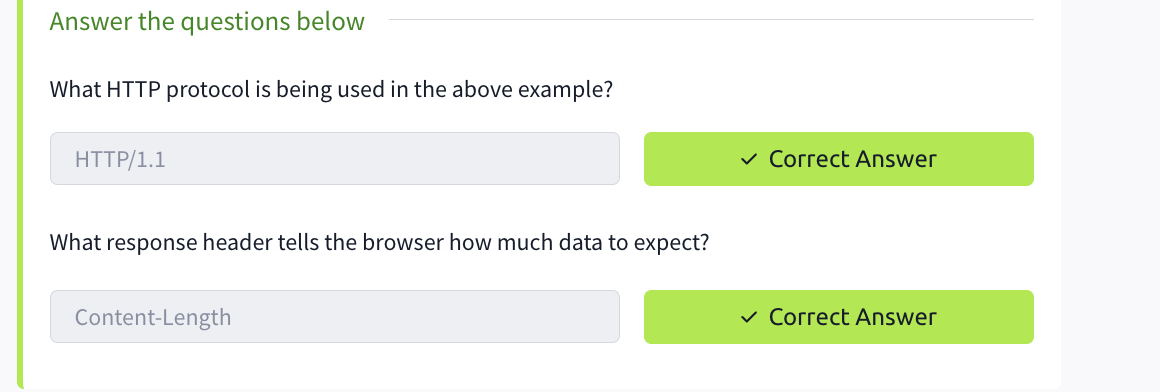 Answer the questions below
What HTTP protocol is being used in the above example?
HTTP/1.1
✓ Correct Answer
What response header tells the browser how much data to expect?
Content-Length
✓ Correct Answer